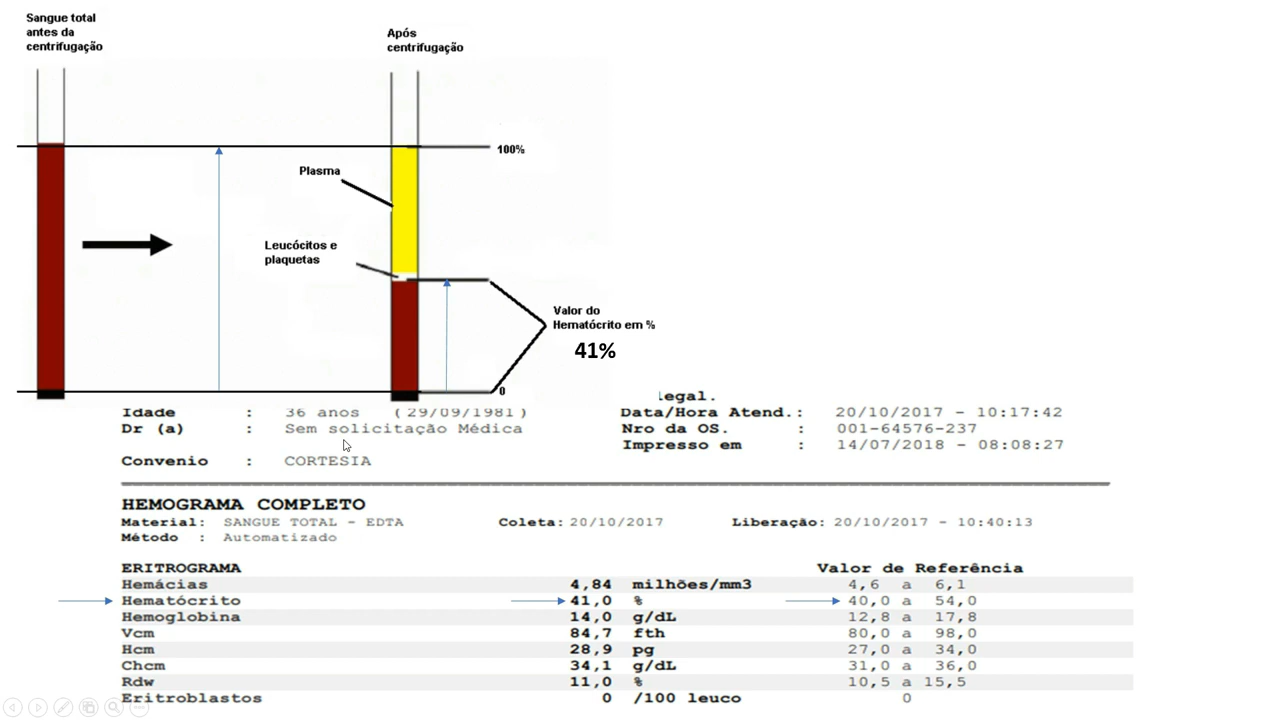 Sangue total
antes da
centrifugação
Após
centrifugação
100%
Plasma
Leucócitos e
plaquetas
Valor do
Hematócrito em %
41%
0
legal.
Idade : 36 anos (29/09/1981) Data/Hora Atend.: 20/10/2017 - 10:17:42
Dr (a) : Sem solicitação Médica Nro da OS. : 001-64576-237
Impresso em : 14/07/2018 - 08:08:27
Convenio : CORTESIA
HEMOGRAMA COMPLETO
Material: SANGUE TOTAL - EDTA Coleta: 20/10/2017 Liberação: 20/10/2017 - 10:40:13
Método : Automatizado
ERITROGRAMA Valor de Referência
Hemácias 4,84 milhões/mm3 4,6 a 6,1
Hematócrito 41,0 % 40,0 a 54,0
Hemoglobina 14,0 g/dL 12,8 a 17,8
Vcm 84,7 fth 80,0 a 98,0
Hcm 28,9 pg 27,0 a 34,0
Chcm 34,1 g/dL 31,0 a 36,0
Rdw 11,0 % 10,5 a 15,5
Eritroblastos 0 /100 leuco 0